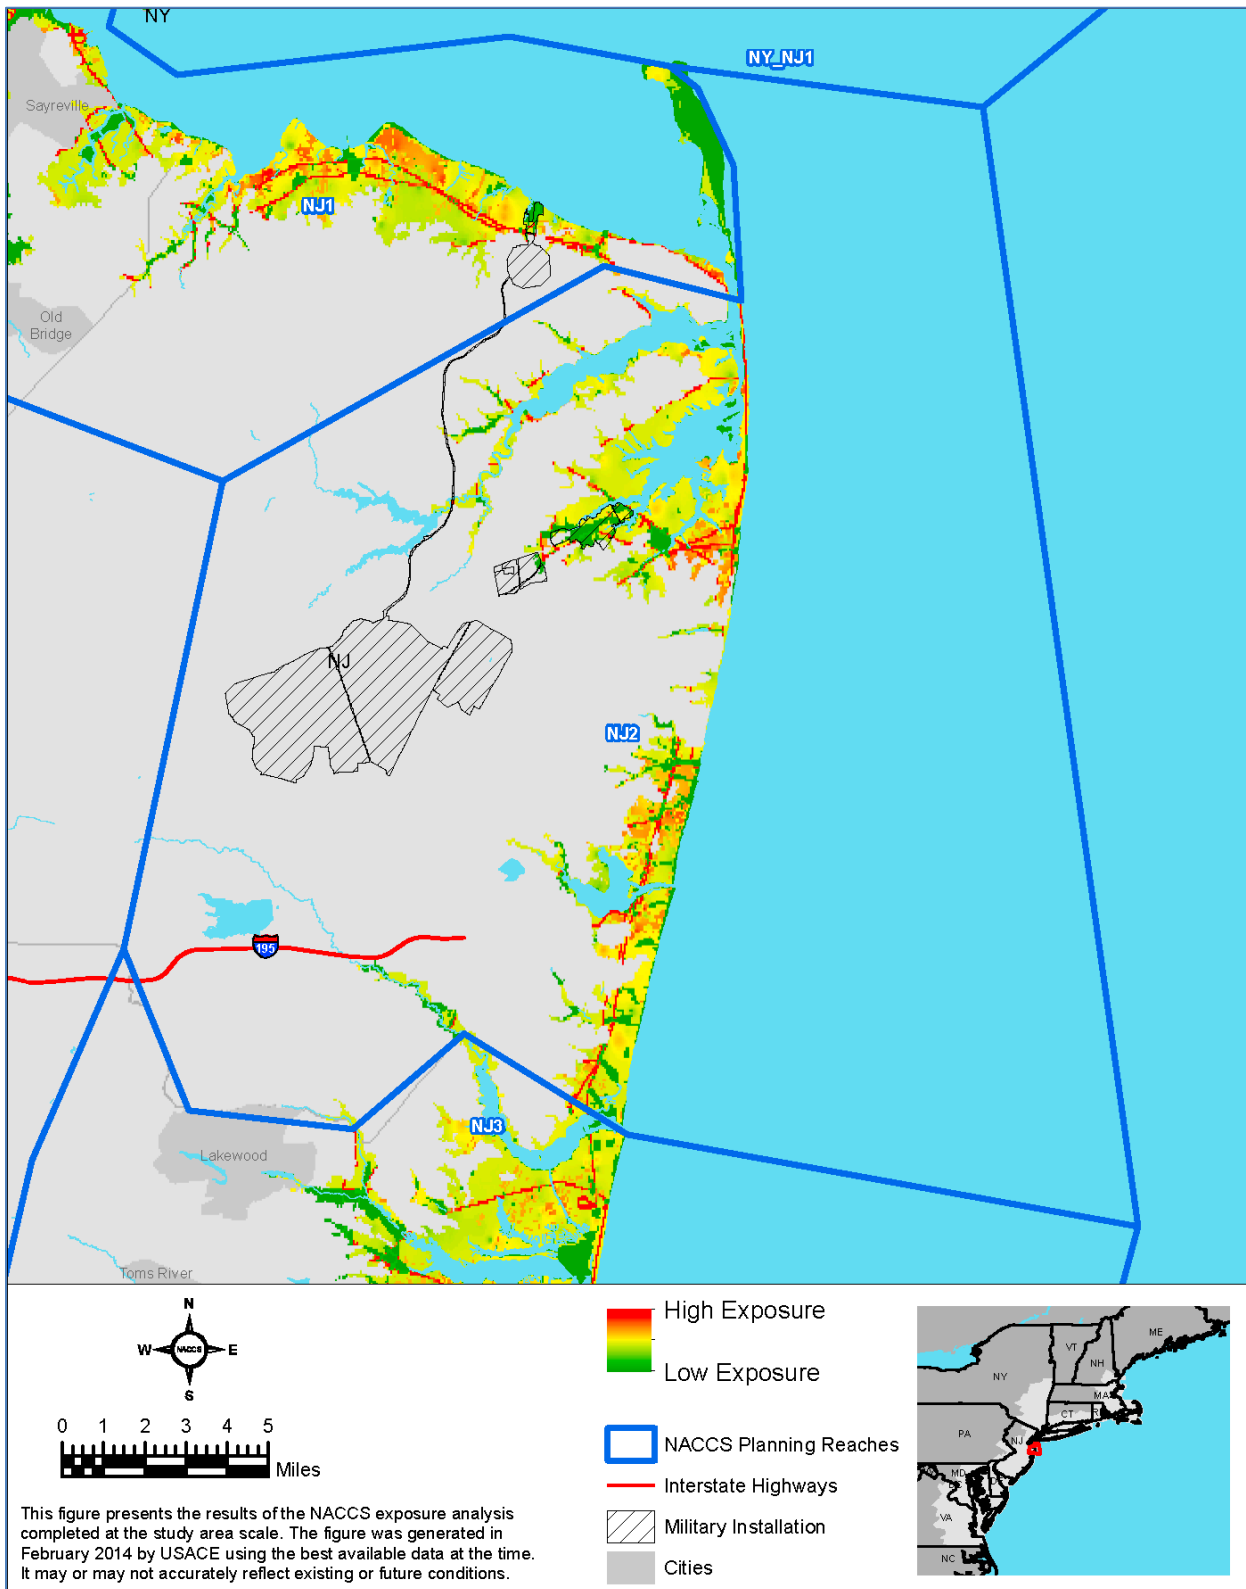 NY
NY_NJ1
Sayreville
NJ1
Old
Bridge
NJ
NJ2
195
NJ3
Lakewood
Toms River
N
W
NACCS
E
S
0 1 2 3 4 5
Miles
High Exposure
Low Exposure
NACCS Planning Reaches
Interstate Highways
Military Installation
Cities
This figure presents the results of the NACCS exposure analysis
completed at the study area scale. The figure was generated in
February 2014 by USACE using the best available data at the time.
It may or may not accurately reflect existing or future conditions.
ME
VT
NH
NY
MA
CT
PA
NJ
MD
VA
NC